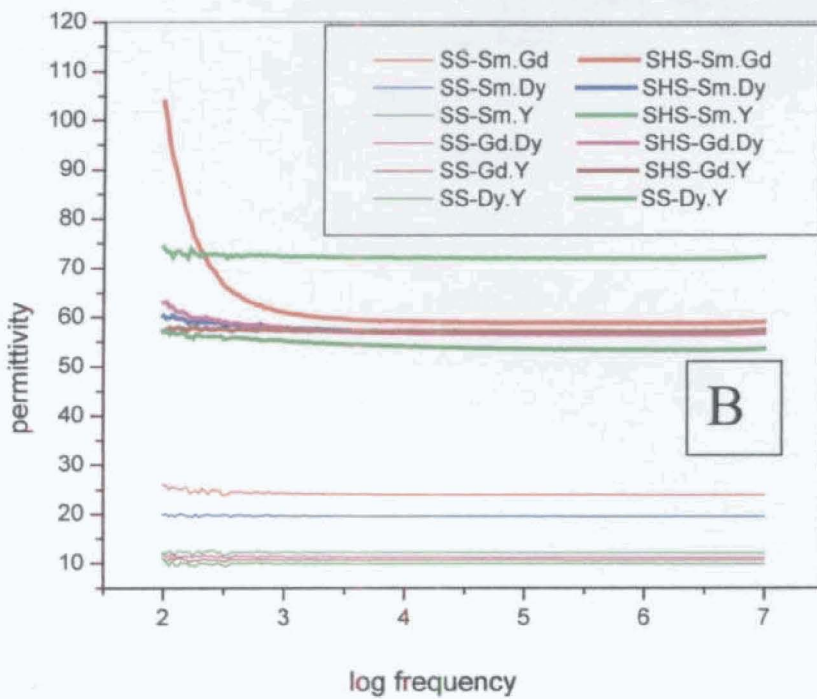 120
110
100
90
80
70
60
50
40
30
20
10
permittivity
SS-Sm.Gd SHS-Sm.Gd
SS-Sm.Dy SHS-Sm.Dy
SS-Sm.Y SHS-Sm.Y
SS-Gd.Dy SHS-Gd.Dy
SS-Gd.Y SHS-Gd.Y
SS-Dy.Y SS-Dy.Y
B
2 3 4 5 6 7
log frequency